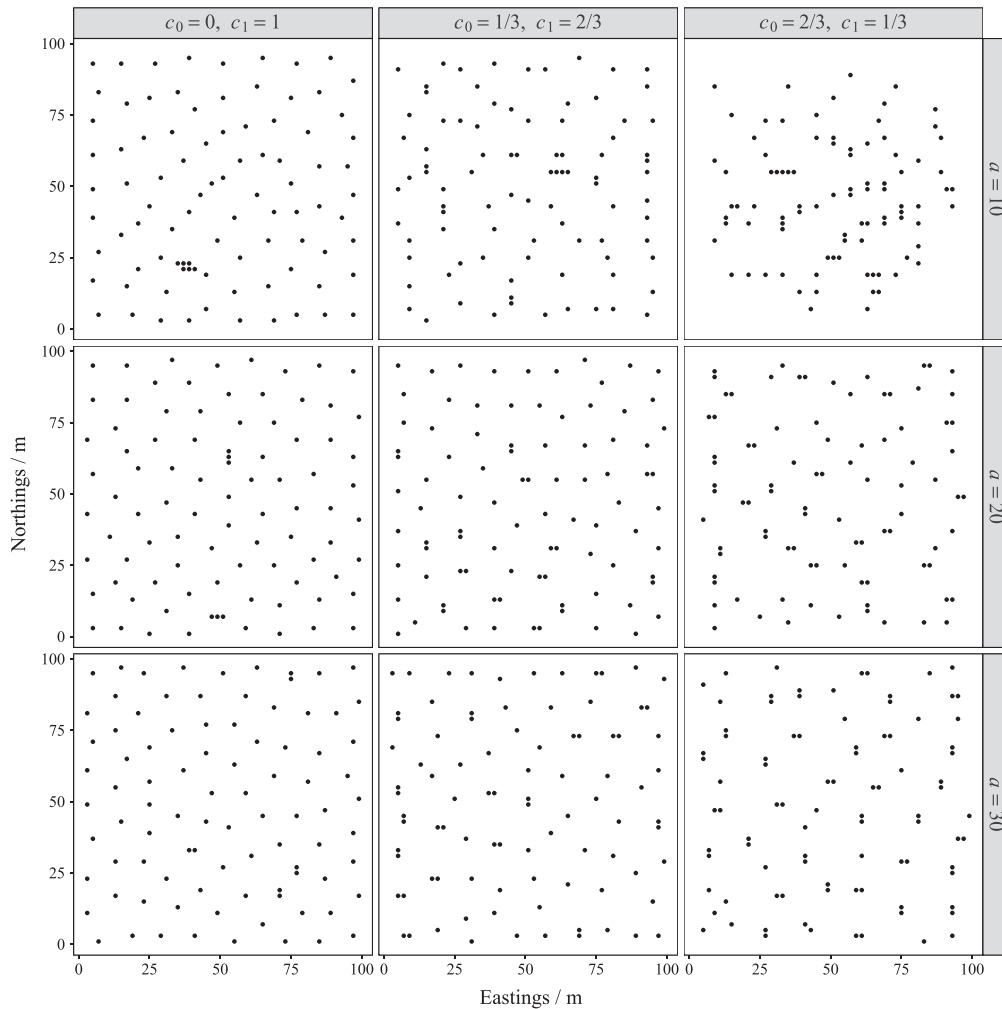 c₀ = 0, c₁ = 1
c₀ = 1/3, c₁ = 2/3
c₀ = 2/3, c₁ = 1/3
100
75
50
25
0
a = 10
100
75
50
25
0
a = 20
100
75
50
25
0
a = 30
Northings / m
0 25 50 75 100 0 25 50 75 100 0 25 50 75 100
Eastings / m